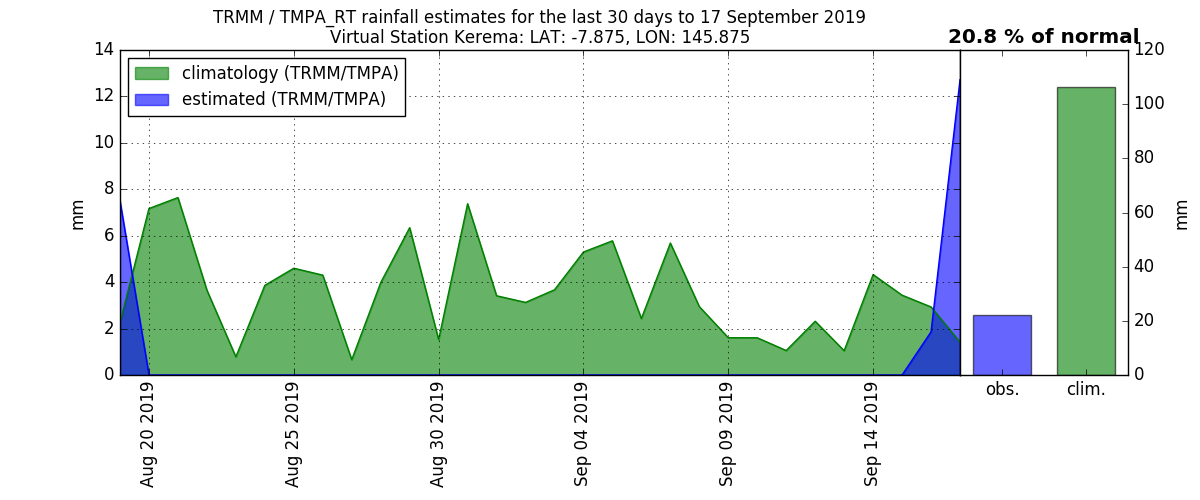 TRMM / TMPA_RT rainfall estimates for the last 30 days to 17 September 2019
Virtual Station Kerema: LAT: -7.875, LON: 145.875
20.8 % of normal
climatology (TRMM/TMPA)
estimated (TRMM/TMPA)
mm
14
12
10
8
6
4
2
0
Aug 20 2019
Aug 25 2019
Aug 30 2019
Sep 04 2019
Sep 09 2019
Sep 14 2019
obs.
clim.
120
100
80
60
40
20
0
mm